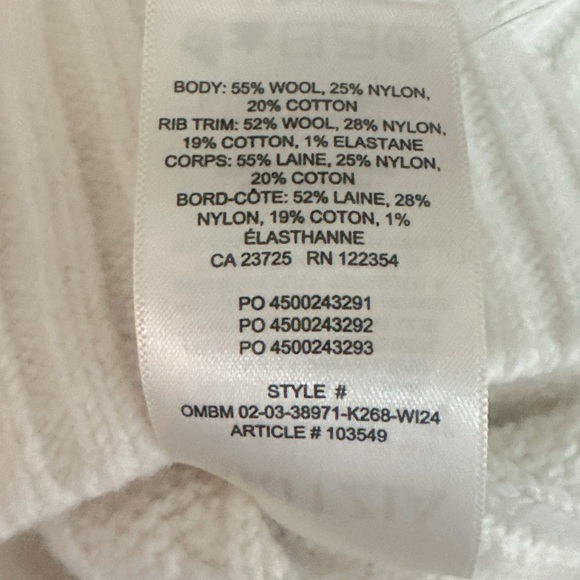 BODY: 55% WOOL, 25% NYLON,
20% COTTON
RIB TRIM: 52% WOOL, 28% NYLON,
19% COTTON, 1% ELASTANE
CORPS: 55% LAINE, 25% NYLON,
20% COTON
BORD-CÔTE: 52% LAINE, 28%
NYLON, 19% COTON, 1%
ÉLASTHANNE
CA 23725 RN 122354
PO 4500243291
PO 4500243292
PO 4500243293
STYLE #
OMBM 02-03-38971-K268-WI24
ARTICLE # 103549